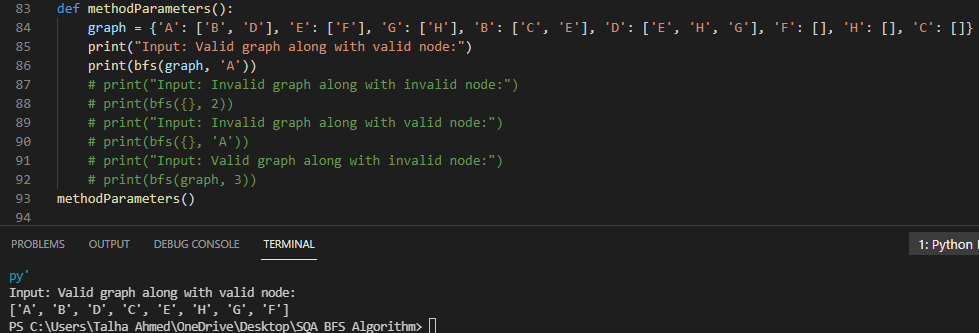 83 def methodParameters():
84 graph = {'A': ['B', 'D'], 'E': ['F'], 'G': ['H'], 'B': ['C', 'E'], 'D': ['E', 'H', 'G'], 'F': [], 'H': [], 'C': []}
85 print("Input: Valid graph along with valid node:")
86 print(bfs(graph, 'A'))
87 # print("Input: Invalid graph along with invalid node:")
88 # print(bfs({}, 2))
89 # print("Input: Invalid graph along with valid node:")
90 # print(bfs({}, 'A'))
91 # print("Input: Valid graph along with invalid node:")
92 # print(bfs(graph, 3))
93 methodParameters()
94
PROBLEMS OUTPUT DEBUG CONSOLE TERMINAL 1: Python
py'
Input: Valid graph along with valid node:
['A', 'B', 'D', 'C', 'E', 'H', 'G', 'F']
PS C:\Users\Talha Ahmed\OneDrive\Desktop\SQA BFS Algorithm>